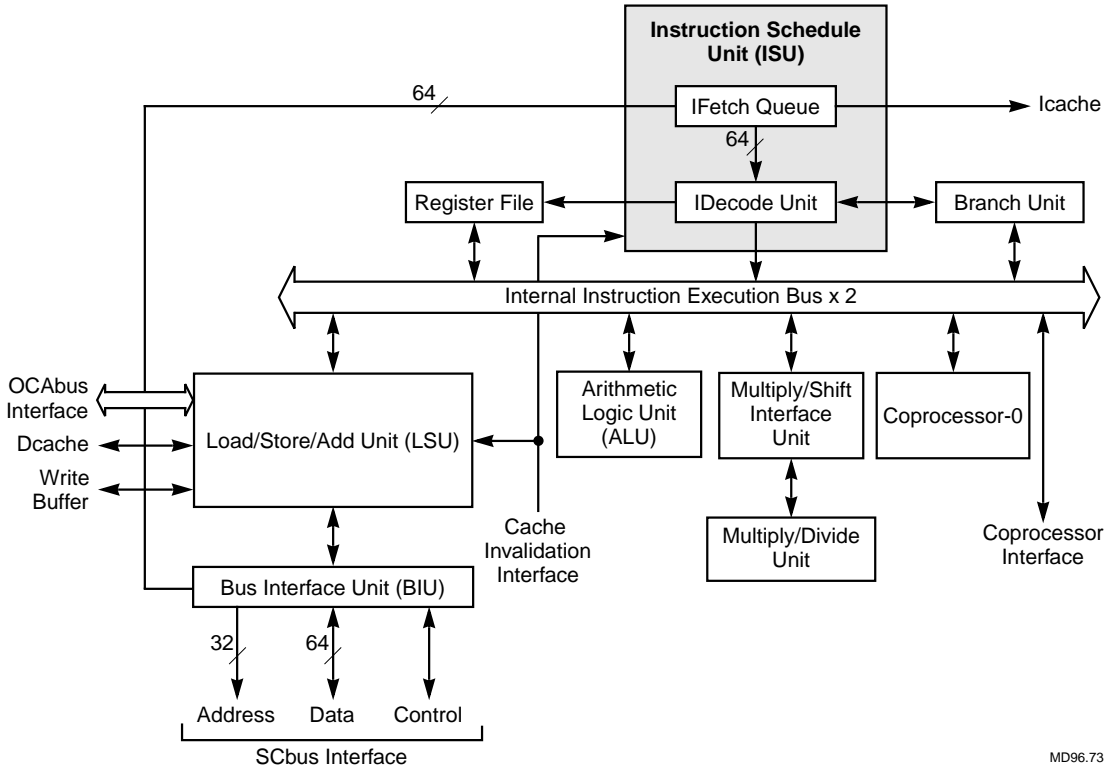 Instruction Schedule
Unit (ISU)
64
IFetch Queue
Icache
64
Register File
IDecode Unit
Branch Unit
Internal Instruction Execution Bus x 2
OCAbus
Interface
Dcache
Write
Buffer
Load/Store/Add Unit (LSU)
Arithmetic
Logic Unit
(ALU)
Multiply/Shift
Interface
Unit
Coprocessor-0
Cache
Invalidation
Interface
Multiply/Divide
Unit
Coprocessor
Interface
Bus Interface Unit (BIU)
32
64
Address
Data
Control
SCbus Interface
MD96.73